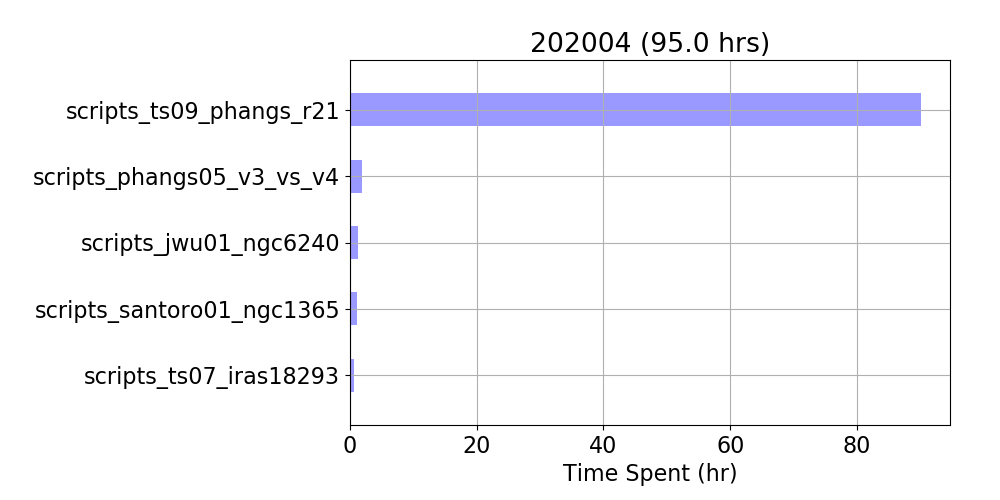 202004 (95.0 hrs)
scripts_ts09_phangs_r21
scripts_phangs05_v3_vs_v4
scripts_jwu01_ngc6240
scripts_santoro01_ngc1365
scripts_ts07_iras18293
0 20 40 60 80
Time Spent (hr)